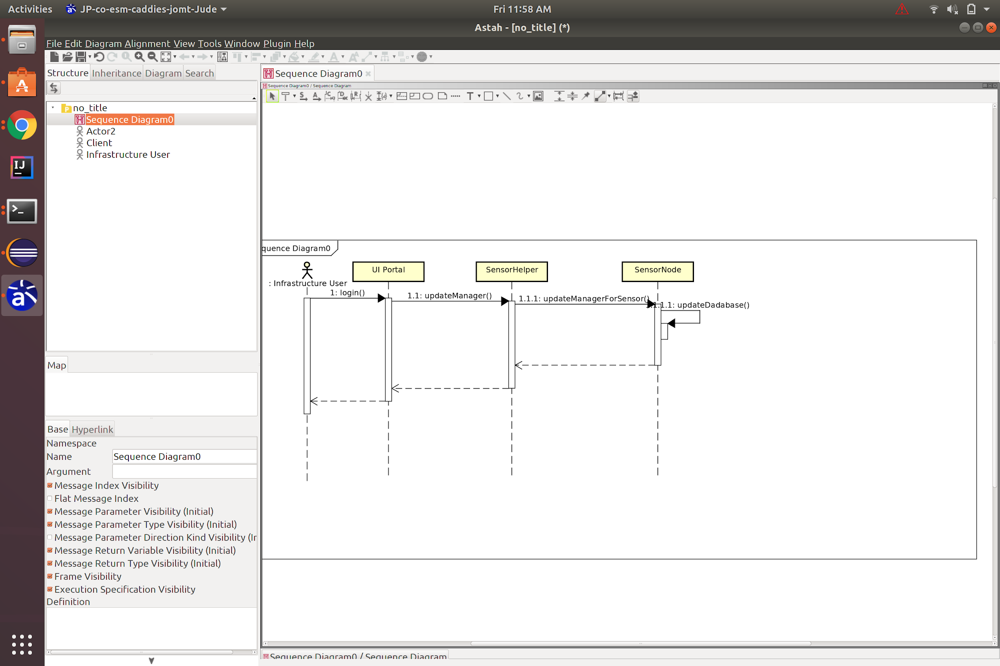 Activities JP-co-esm-caddies-jomt-Jude Fri 11:58 AM
Astah - [no_title] (*)
File Edit Diagram Alignment View Tools Window Plugin Help
Structure Inheritance Diagram Search
no_title
Sequence Diagram0
Actor2
Client
Infrastructure User
Map
Base Hyperlink
Namespace
Name Sequence Diagram0
Argument
Message Index Visibility
Flat Message Index
Message Parameter Visibility (Initial)
Message Parameter Type Visibility (Initial)
Message Parameter Direction Kind Visibility (Ir
Message Return Variable Visibility (Initial)
Message Return Type Visibility (Initial)
Frame Visibility
Execution Specification Visibility
Definition
Sequence Diagram0
Sequence Diagram0 / Sequence Diagram
quence Diagram0
: Infrastructure User
UI Portal
SensorHelper
SensorNode
1: login()
1.1: updateManager()
1.1.1: updateManagerForSensor()
1.1.1.1: updateDadabase()
Sequence Diagram0 / Sequence Diagram